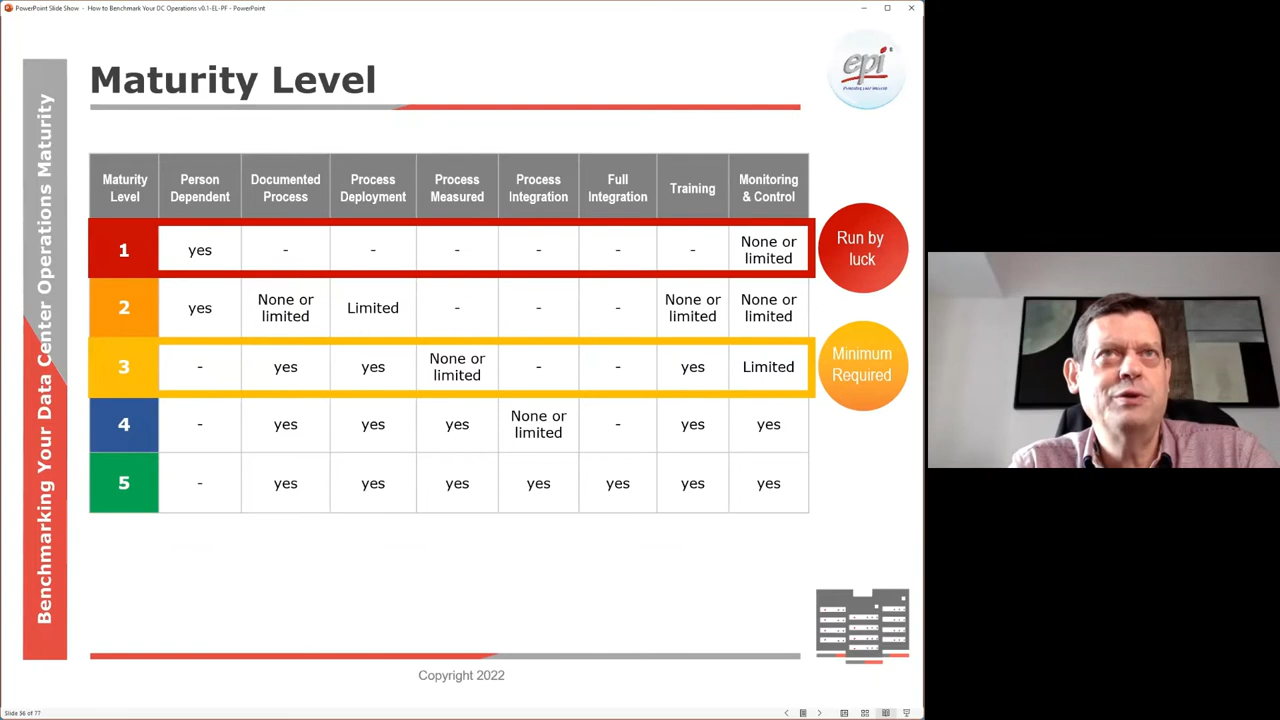 PowerPoint Slide Show - How to Benchmark Your DC Operations v0.1-EL-PF - PowerPoint
Maturity Level
epi
®
Benchmarking Your Data Center Operations Maturity
Maturity Level
Person Dependent
Documented Process
Process Deployment
Process Measured
Process Integration
Full Integration
Training
Monitoring & Control
1 yes - - - - - - None or limited
Run by luck
2 yes None or limited Limited - - - None or limited None or limited
3 - yes yes None or limited - - yes Limited
Minimum Required
4 - yes yes yes None or limited - yes yes
5 - yes yes yes yes yes yes yes
Copyright 2022
Slide 36 of 77